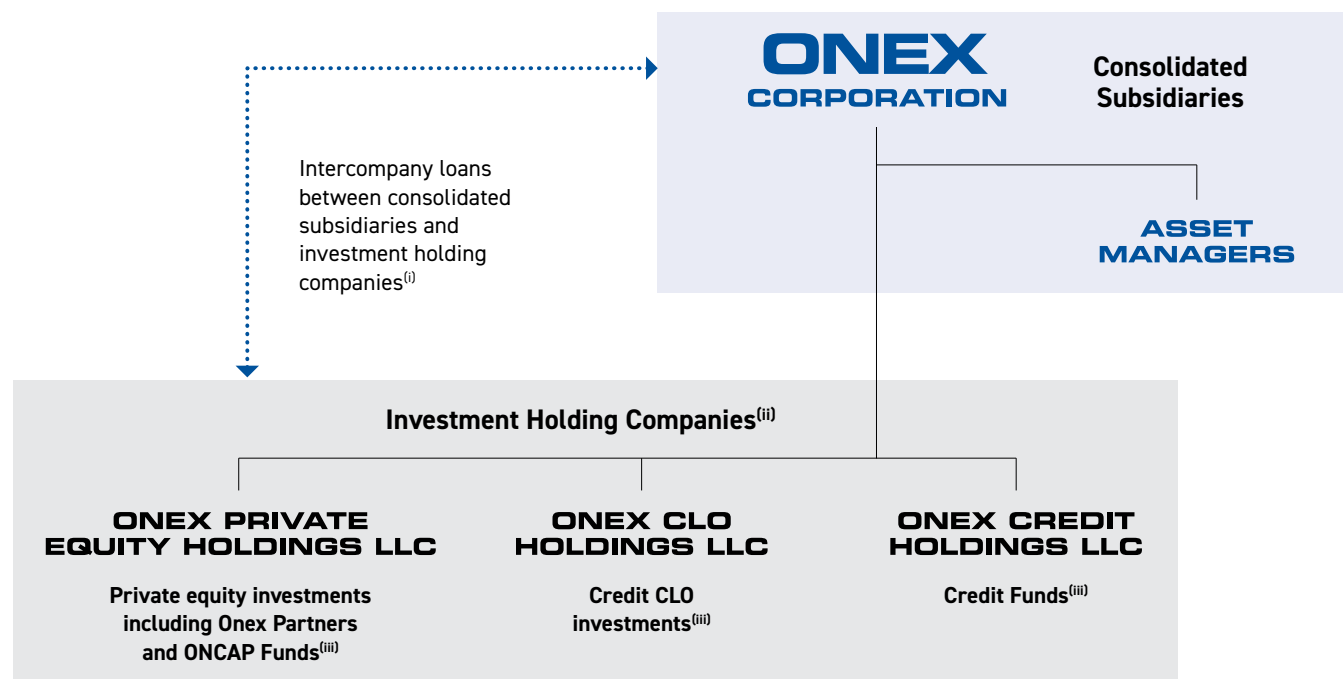 ONEX
CORPORATION
Consolidated
Subsidiaries
Intercompany loans
between consolidated
subsidiaries and
investment holding
companies(i)
ASSET
MANAGERS
Investment Holding Companies(ii)
ONEX PRIVATE
EQUITY HOLDINGS LLC
Private equity investments
including Onex Partners
and ONCAP Funds(iii)
ONEX CLO
HOLDINGS LLC
Credit CLO
investments(iii)
ONEX CREDIT
HOLDINGS LLC
Credit Funds(iii)